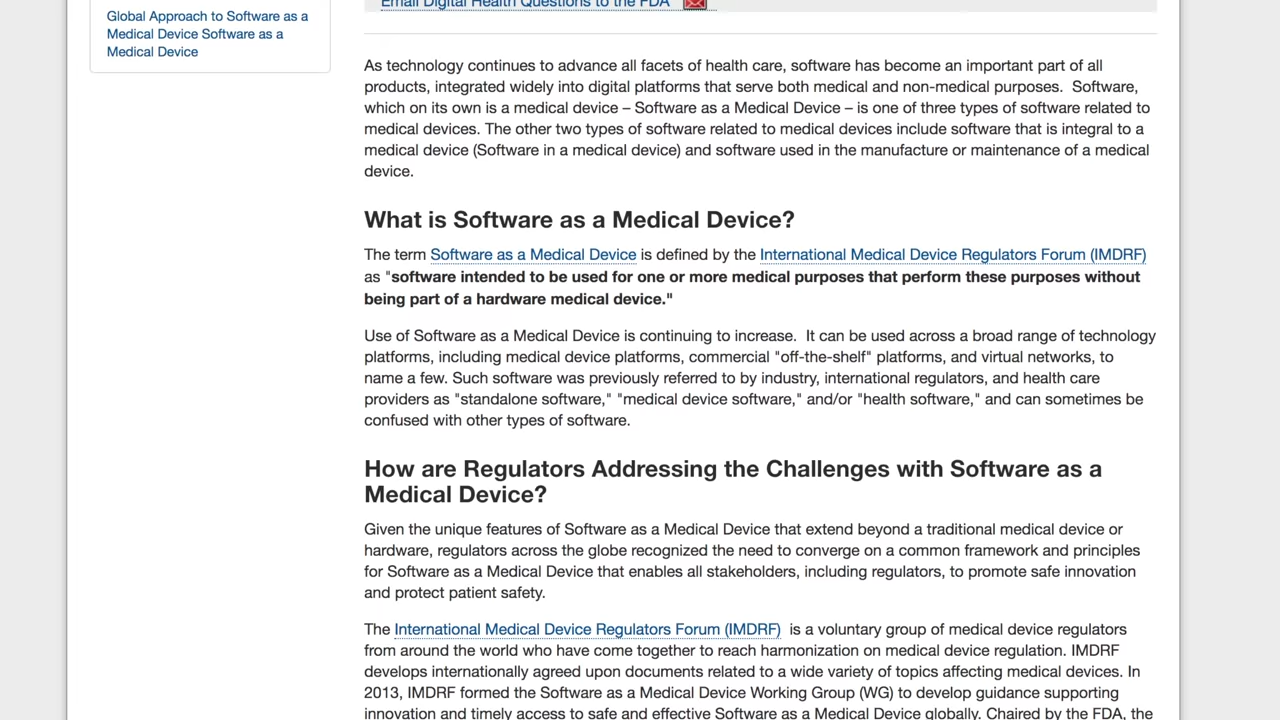 Global Approach to Software as a
Medical Device Software as a
Medical Device
Email Digital Health Questions to the FDA
As technology continues to advance all facets of health care, software has become an important part of all
products, integrated widely into digital platforms that serve both medical and non-medical purposes.  Software,
which on its own is a medical device – Software as a Medical Device – is one of three types of software related to
medical devices. The other two types of software related to medical devices include software that is integral to a
medical device (Software in a medical device) and software used in the manufacture or maintenance of a medical
device.
What is Software as a Medical Device?
The term Software as a Medical Device is defined by the International Medical Device Regulators Forum (IMDRF)
as "software intended to be used for one or more medical purposes that perform these purposes without
being part of a hardware medical device."
Use of Software as a Medical Device is continuing to increase.  It can be used across a broad range of technology
platforms, including medical device platforms, commercial "off-the-shelf" platforms, and virtual networks, to
name a few. Such software was previously referred to by industry, international regulators, and health care
providers as "standalone software," "medical device software," and/or "health software," and can sometimes be
confused with other types of software.
How are Regulators Addressing the Challenges with Software as a
Medical Device?
Given the unique features of Software as a Medical Device that extend beyond a traditional medical device or
hardware, regulators across the globe recognized the need to converge on a common framework and principles
for Software as a Medical Device that enables all stakeholders, including regulators, to promote safe innovation
and protect patient safety.
The International Medical Device Regulators Forum (IMDRF)  is a voluntary group of medical device regulators
from around the world who have come together to reach harmonization on medical device regulation. IMDRF
develops internationally agreed upon documents related to a wide variety of topics affecting medical devices. In
2013, IMDRF formed the Software as a Medical Device Working Group (WG) to develop guidance supporting
innovation and timely access to safe and effective Software as a Medical Device globally. Chaired by the FDA, the